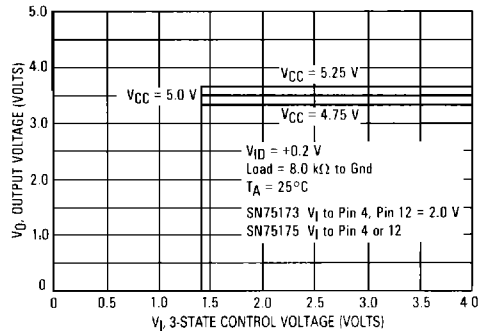 5.0
4.0
3.0
2.0
1.0
0
V_O, OUTPUT VOLTAGE (VOLTS)
V_CC = 5.25 V
V_CC = 5.0 V
V_CC = 4.75 V
V_ID = +0.2 V
Load = 8.0 kΩ to Gnd
T_A = 25°C
SN75173 V_I to Pin 4, Pin 12 = 2.0 V
SN75175 V_I to Pin 4 or 12
0 0.5 1.0 1.5 2.0 2.5 3.0 3.5 4.0
V_I, 3-STATE CONTROL VOLTAGE (VOLTS)